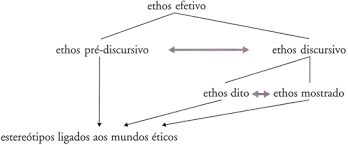 ethos efetivo
ethos pré-discursivo ethos discursivo
ethos dito ethos mostrado
estereótipos ligados aos mundos éticos